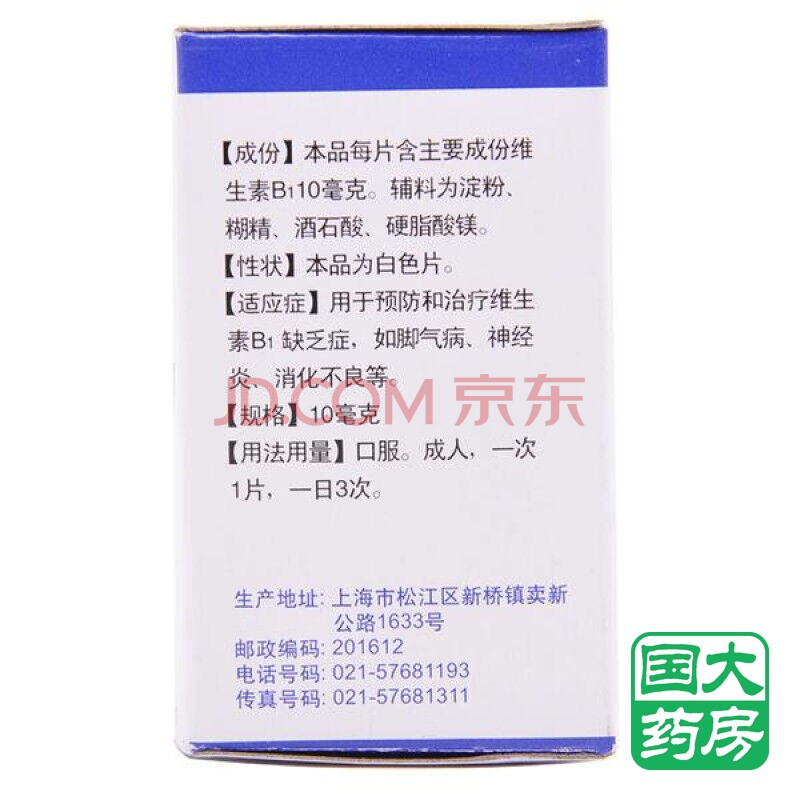 【成份】本品每片含主要成份维
生素B₁10毫克。辅料为淀粉、
糊精、酒石酸、硬脂酸镁。
【性状】本品为白色片。
【适应症】用于预防和治疗维生
素B₁ 缺乏症，如脚气病、神经
炎、消化不良等。
JD.COM 京东
【规格】10毫克
【用法用量】口服。成人，一次
1片，一日3次。
生产地址：上海市松江区新桥镇卖新
公路1633号
邮政编码：201612
电话号码：021-57681193
传真号码：021-57681311
国大
药房